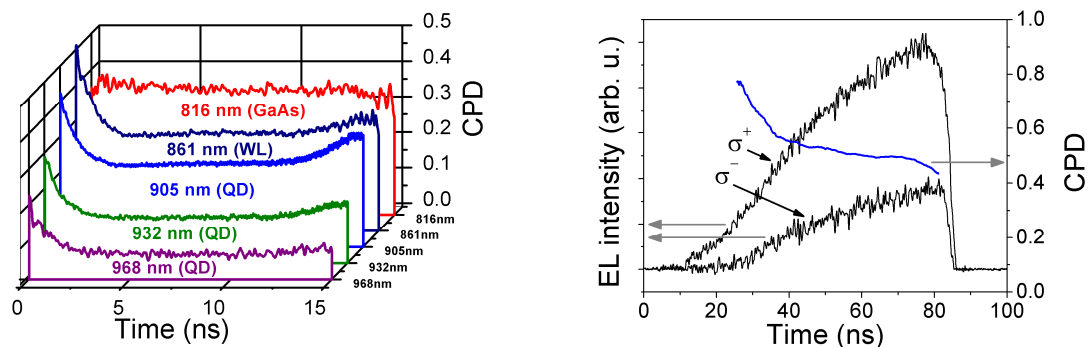 0.5
0.4
0.3
0.2
0.1
0.0
CPD
816 nm (GaAs)
861 nm (WL)
905 nm (QD)
932 nm (QD)
968 nm (QD)
816nm
861nm
905nm
932nm
968nm
0 5 10 15
Time (ns)
EL intensity (arb. u.)
σ+
σ-
1.0
0.8
0.6
0.4
0.2
0.0
CPD
0 20 40 60 80 100
Time (ns)